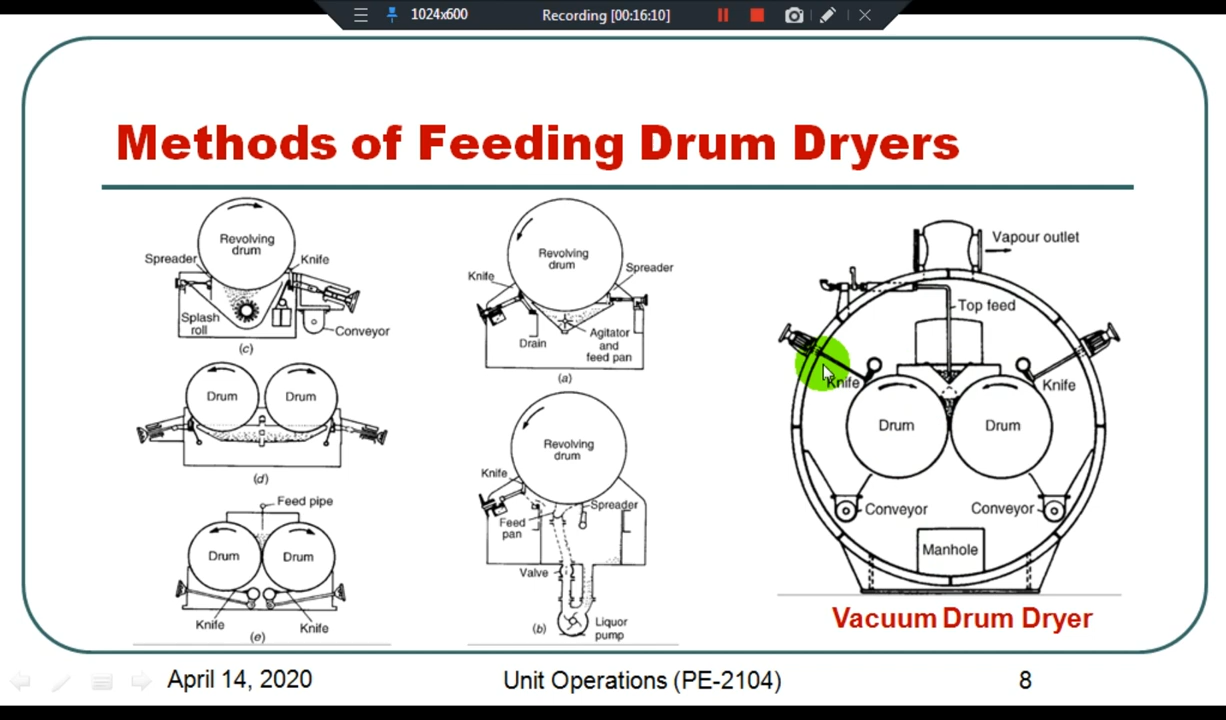 1024x600
Recording [00:16:10]
Methods of Feeding Drum Dryers
Revolving
drum
Spreader
Knife
Splash
roll
Conveyor
(c)
Drum
Drum
(d)
Feed pipe
Drum
Drum
Knife
Knife
(e)
Revolving
drum
Knife
Spreader
Drain
Agitator
and
feed pan
(a)
Revolving
drum
Knife
Spreader
Feed
pan
Valve
Liquor
pump
(b)
Vapour outlet
Top feed
Knife
Knife
Drum
Drum
Conveyor
Conveyor
Manhole
Vacuum Drum Dryer
April 14, 2020
Unit Operations (PE-2104)
8